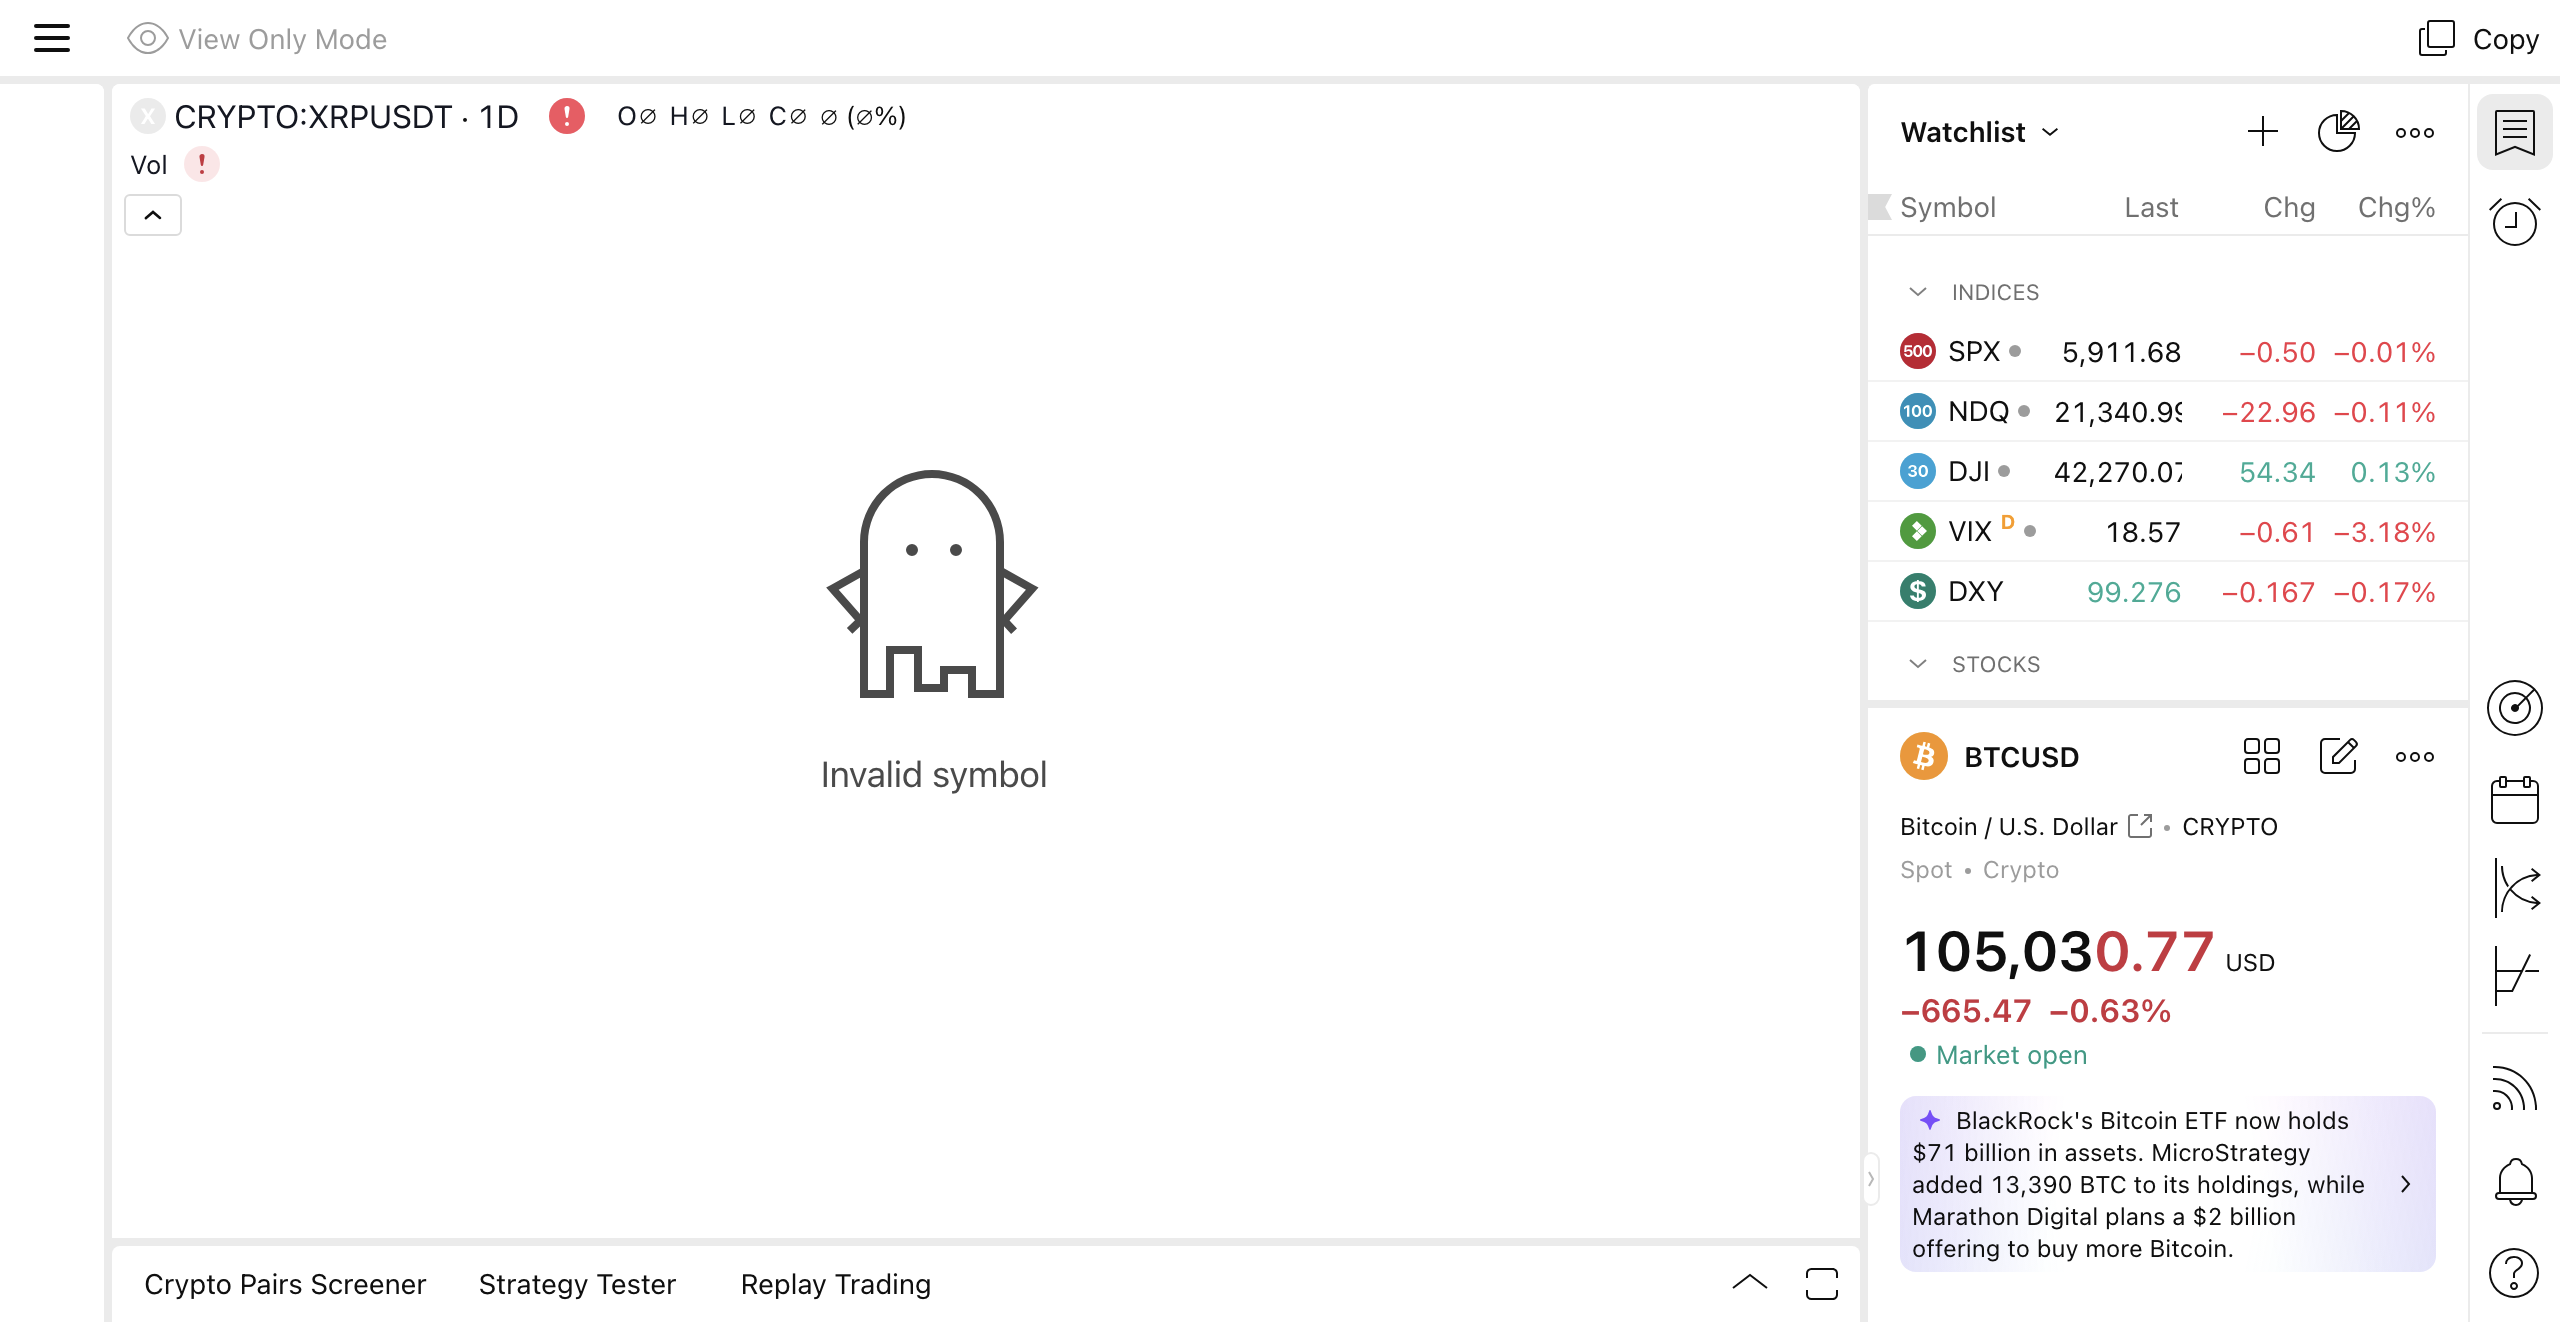 View Only Mode
Copy
X CRYPTO:XRPUSDT · 1D ! O∅ H∅ L∅ C∅ ∅ (∅%)
Vol !
Invalid symbol
Crypto Pairs Screener Strategy Tester Replay Trading
Watchlist
Symbol Last Chg Chg%
INDICES
500 SPX 5,911.68 −0.50 −0.01%
100 NDQ 21,340.99 −22.96 −0.11%
30 DJI 42,270.07 54.34 0.13%
VIX D 18.57 −0.61 −3.18%
$ DXY 99.276 −0.167 −0.17%
STOCKS
BTCUSD
Bitcoin / U.S. Dollar • CRYPTO
Spot • Crypto
105,030.77 USD
−665.47 −0.63%
Market open
BlackRock's Bitcoin ETF now holds
$71 billion in assets. MicroStrategy
added 13,390 BTC to its holdings, while
Marathon Digital plans a $2 billion
offering to buy more Bitcoin.